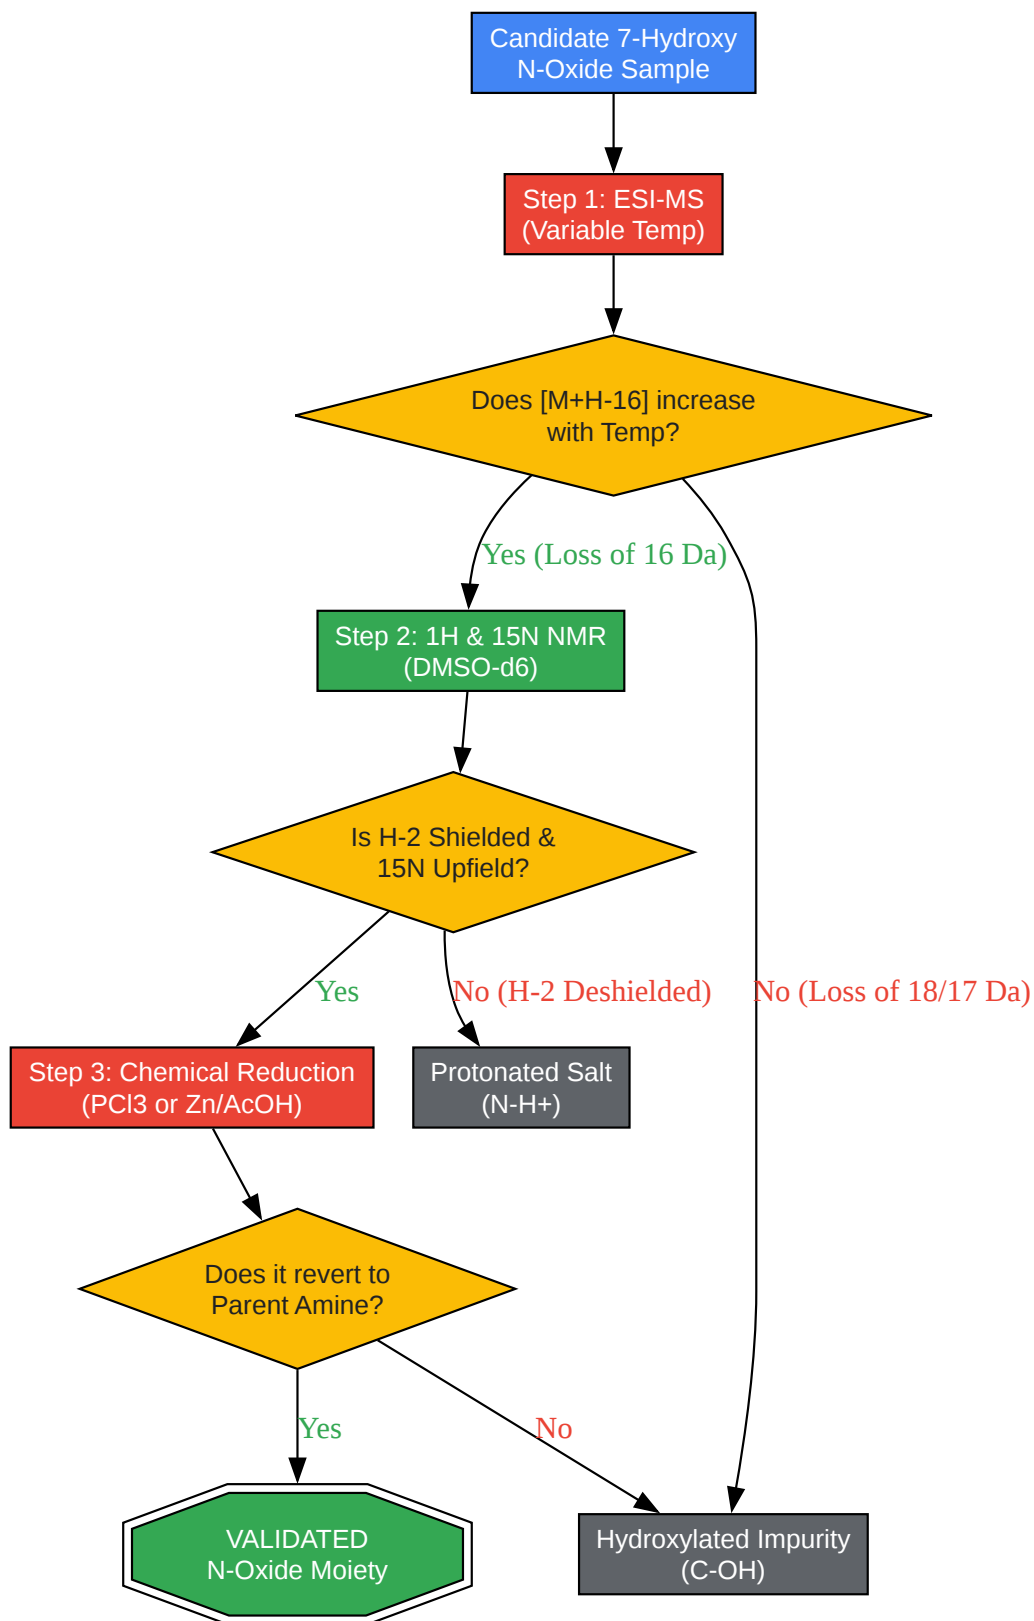 Candidate 7-Hydroxy
N-Oxide Sample
Step 1: ESI-MS
(Variable Temp)
Does [M+H-16] increase
with Temp?
Yes (Loss of 16 Da)
Step 2: 1H & 15N NMR
(DMSO-d6)
Is H-2 Shielded &
15N Upfield?
Yes
No (H-2 Deshielded)
No (Loss of 18/17 Da)
Step 3: Chemical Reduction
(PCl3 or Zn/AcOH)
Protonated Salt
(N-H+)
Does it revert to
Parent Amine?
Yes
No
VALIDATED
N-Oxide Moiety
Hydroxylated Impurity
(C-OH)